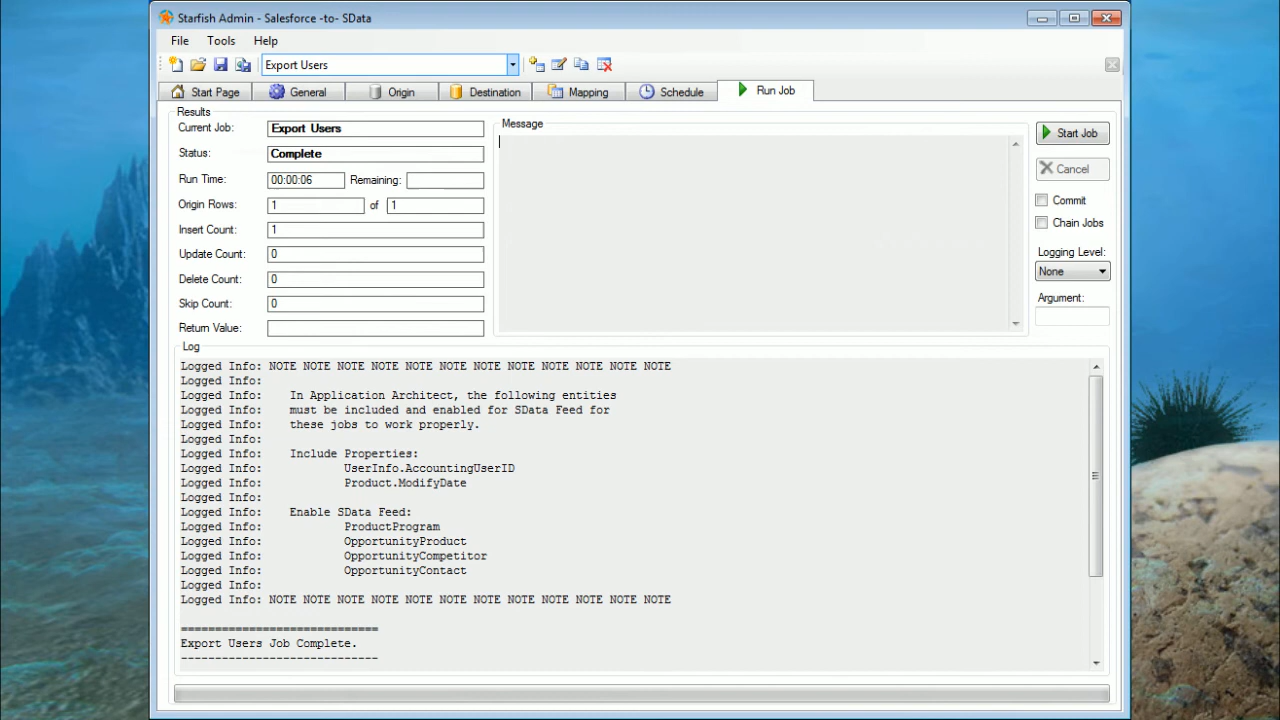 Starfish Admin - Salesforce -to- SData
File Tools Help
Export Users
Start Page General Origin Destination Mapping Schedule Run Job
Results
Current Job: Export Users
Status: Complete
Run Time: 00:00:06 Remaining:
Origin Rows: 1 of 1
Insert Count: 1
Update Count: 0
Delete Count: 0
Skip Count: 0
Return Value:
Message
Start Job
Cancel
Commit
Chain Jobs
Logging Level:
None
Argument:
Log
Logged Info: NOTE NOTE NOTE NOTE NOTE NOTE NOTE NOTE NOTE NOTE NOTE NOTE
Logged Info:
Logged Info: In Application Architect, the following entities
Logged Info: must be included and enabled for SData Feed for
Logged Info: these jobs to work properly.
Logged Info:
Logged Info: Include Properties:
Logged Info: UserInfo.AccountingUserID
Logged Info: Product.ModifyDate
Logged Info:
Logged Info: Enable SData Feed:
Logged Info: ProductProgram
Logged Info: OpportunityProduct
Logged Info: OpportunityCompetitor
Logged Info: OpportunityContact
Logged Info:
Logged Info: NOTE NOTE NOTE NOTE NOTE NOTE NOTE NOTE NOTE NOTE NOTE NOTE
=============================
Export Users Job Complete.
-----------------------------